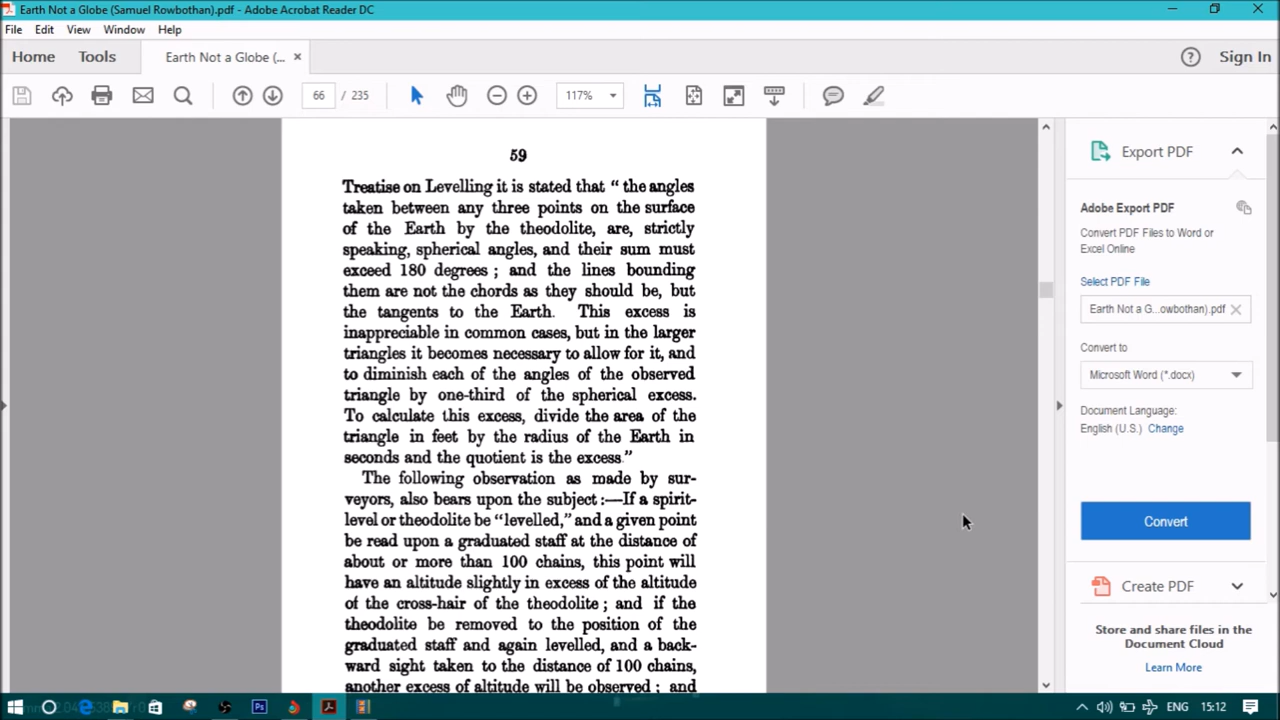 Earth Not a Globe (Samuel Rowbothan).pdf - Adobe Acrobat Reader DC
File Edit View Window Help
Home Tools Earth Not a Globe (... × Sign In
66 / 235 117%
59
Treatise on Levelling it is stated that “ the angles
taken between any three points on the surface
of the Earth by the theodolite, are, strictly
speaking, spherical angles, and their sum must
exceed 180 degrees ; and the lines bounding
them are not the chords as they should be, but
the tangents to the Earth. This excess is
inappreciable in common cases, but in the larger
triangles it becomes necessary to allow for it, and
to diminish each of the angles of the observed
triangle by one-third of the spherical excess.
To calculate this excess, divide the area of the
triangle in feet by the radius of the Earth in
seconds and the quotient is the excess.”
The following observation as made by sur-
veyors, also bears upon the subject :—If a spirit-
level or theodolite be “levelled,” and a given point
be read upon a graduated staff at the distance of
about or more than 100 chains, this point will
have an altitude slightly in excess of the altitude
of the cross-hair of the theodolite ; and if the
theodolite be removed to the position of the
graduated staff and again levelled, and a back-
ward sight taken to the distance of 100 chains,
another excess of altitude will be observed ; and
Export PDF
Adobe Export PDF
Convert PDF Files to Word or
Excel Online
Select PDF File
Earth Not a G...owbothan).pdf ×
Convert to
Microsoft Word (*.docx)
Document Language:
English (U.S.) Change
Convert
Create PDF
Store and share files in the
Document Cloud
Learn More
ENG 15:12